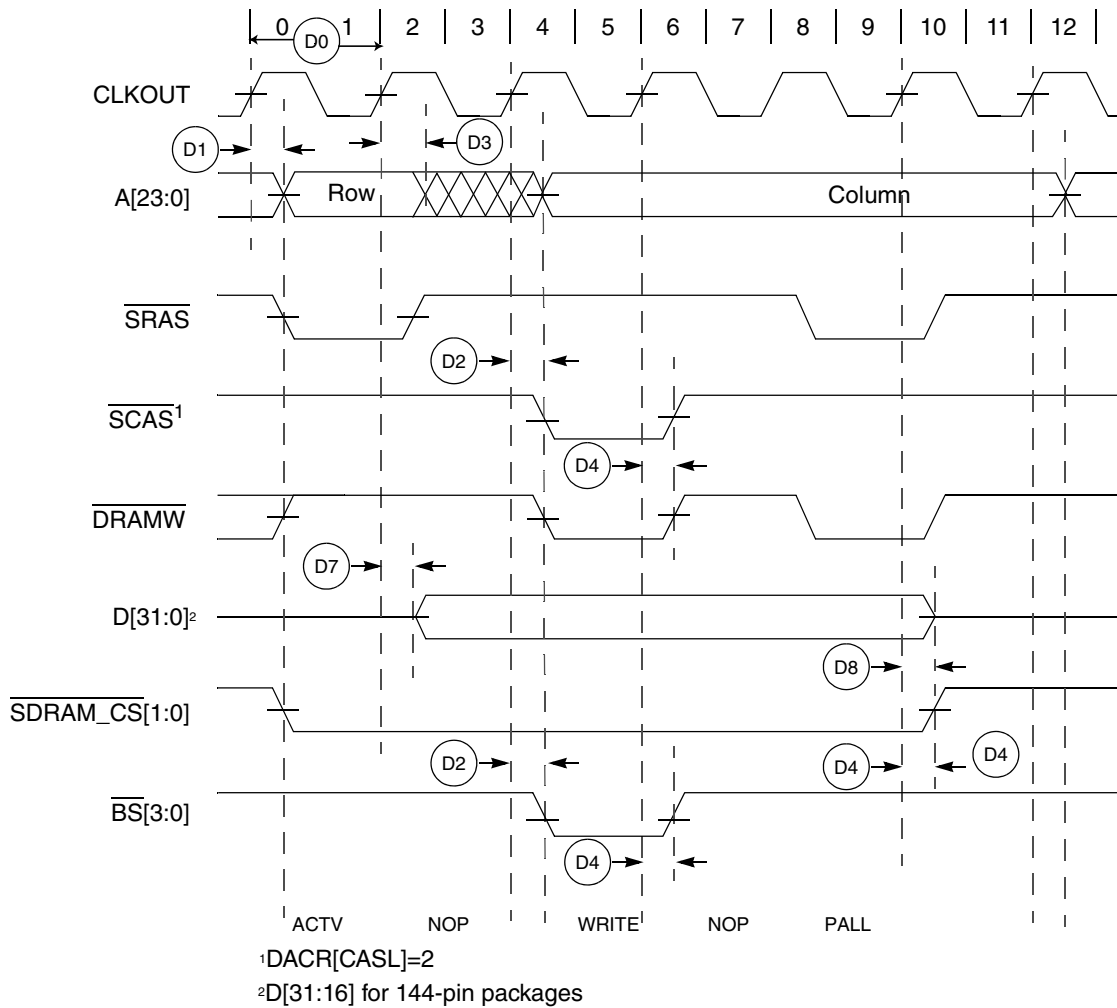 0 1 2 3 4 5 6 7 8 9 10 11 12
D0
CLKOUT
D1 D3
A[23:0] Row Column
SRAS
D2
SCAS¹
D4
DRAMW
D7
D[31:0]²
D8
SDRAM_CS[1:0]
D2 D4 D4
BS[3:0]
D4
ACTV NOP WRITE NOP PALL
¹DACR[CASL]=2
²D[31:16] for 144-pin packages